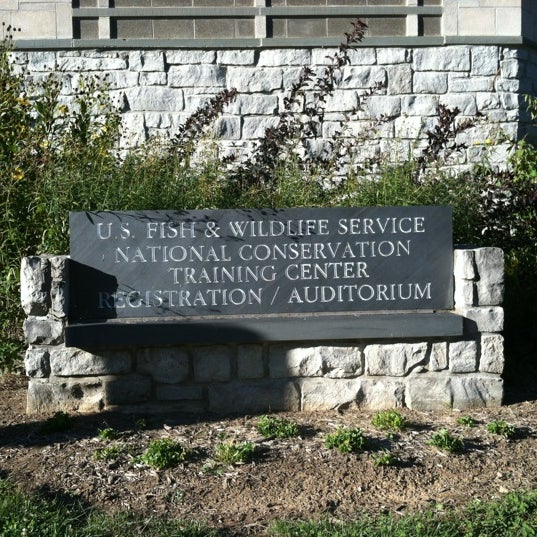 U.S. FISH & WILDLIFE SERVICE
NATIONAL CONSERVATION
TRAINING CENTER
REGISTRATION / AUDITORIUM